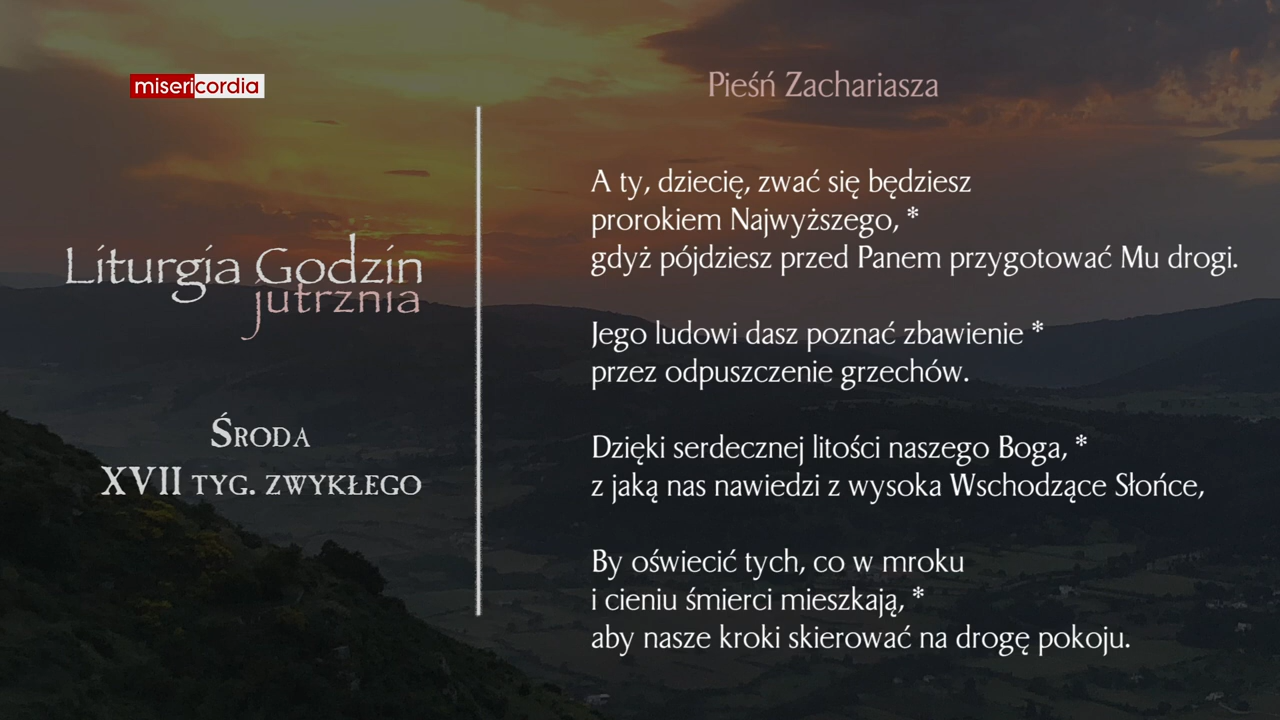 misericordia
Liturgia Godzin
jutrznia
Środa
XVII tyg. zwykłego
Pieśń Zachariasza
A ty, dziecię, zwać się będziesz
prorokiem Najwyższego, *
gdyż pójdziesz przed Panem przygotować Mu drogi.
Jego ludowi dasz poznać zbawienie *
przez odpuszczenie grzechów.
Dzięki serdecznej litości naszego Boga, *
z jaką nas nawiedzi z wysoka Wschodzące Słońce,
By oświecić tych, co w mroku
i cieniu śmierci mieszkają, *
aby nasze kroki skierować na drogę pokoju.